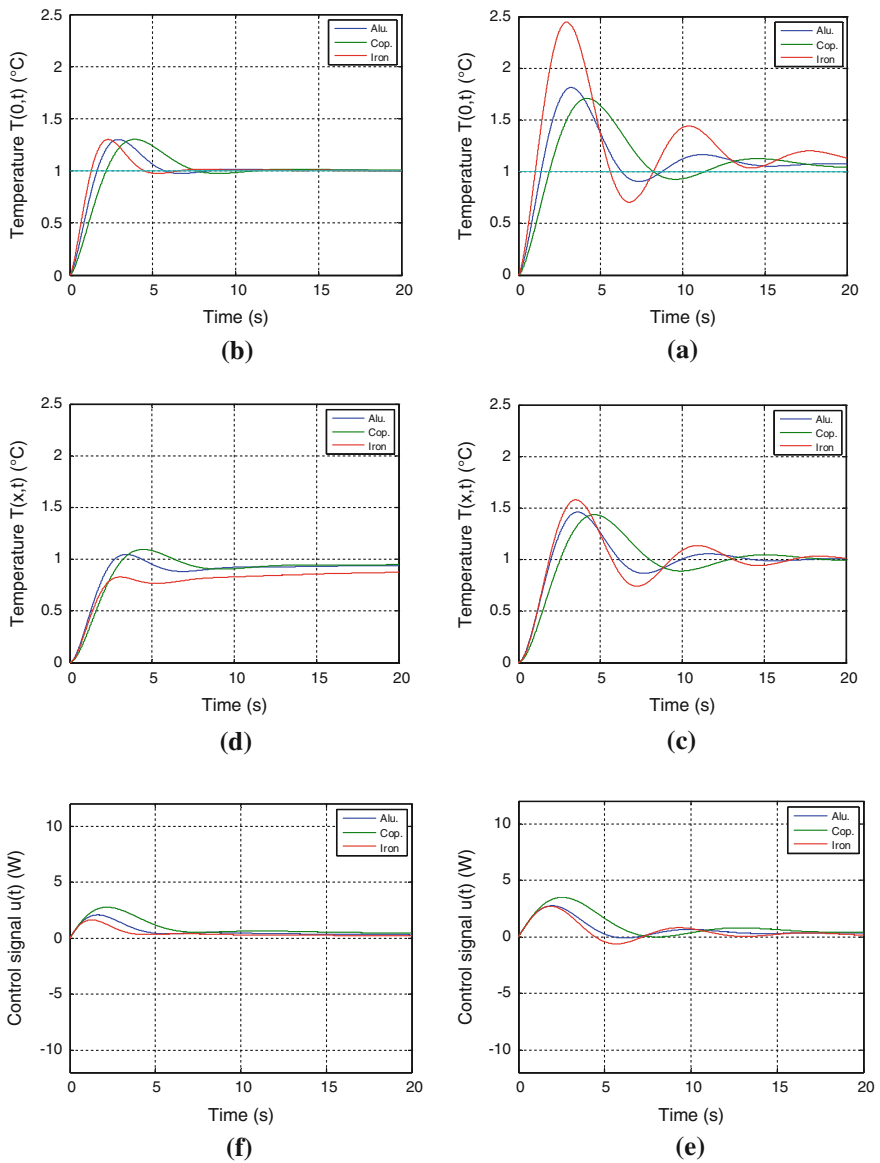 Temperature T(0,t) (°C)
2.5
2
1.5
1
0.5
0
0 5 10 15 20
Time (s)
Alu.
Cop.
Iron
(b)
Temperature T(0,t) (°C)
2.5
2
1.5
1
0.5
0
0 5 10 15 20
Time (s)
Alu.
Cop.
Iron
(a)
Temperature T(x,t) (°C)
2.5
2
1.5
1
0.5
0
0 5 10 15 20
Time (s)
Alu.
Cop.
Iron
(d)
Temperature T(x,t) (°C)
2.5
2
1.5
1
0.5
0
0 5 10 15 20
Time (s)
Alu.
Cop.
Iron
(c)
Control signal u(t) (W)
10
5
0
-5
-10
0 5 10 15 20
Time (s)
Alu.
Cop.
Iron
(f)
Control signal u(t) (W)
10
5
0
-5
-10
0 5 10 15 20
Time (s)
Alu.
Cop.
Iron
(e)